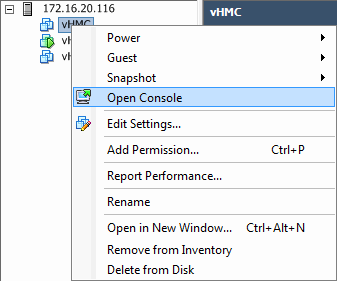 172.16.20.116
vHMC
vHMC
Power
Guest
Snapshot
Open Console
Edit Settings...
Add Permission... Ctrl+P
Report Performance...
Rename
Open in New Window... Ctrl+Alt+N
Remove from Inventory
Delete from Disk